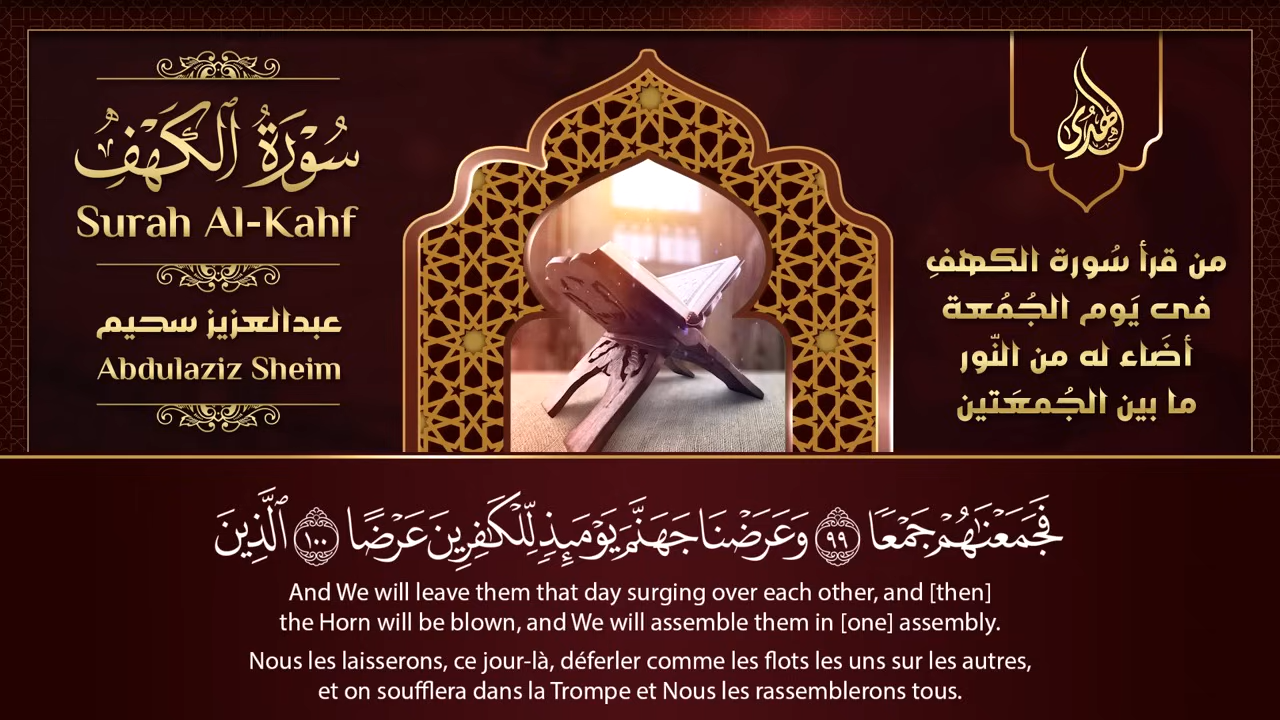 سُورَةُ ٱلْكَهْفِ
Surah Al-Kahf
عبدالعزيز سحيم
Abdulaziz Sheim
الهدى
من قرأ سُورة الكهفِ
فى يَوم الجُمُعة
أضَاء له من النّور
ما بين الجُمعَتين
فَجَمَعْنَٰهُمْ جَمْعًا ٩٩ وَعَرَضْنَا جَهَنَّمَ يَوْمَئِذٍ لِّلْكَٰفِرِينَ عَرْضًا ١٠٠ ٱلَّذِينَ
And We will leave them that day surging over each other, and [then]
the Horn will be blown, and We will assemble them in [one] assembly.
Nous les laisserons, ce jour-là, déferler comme les flots les uns sur les autres,
et on soufflera dans la Trompe et Nous les rassemblerons tous.